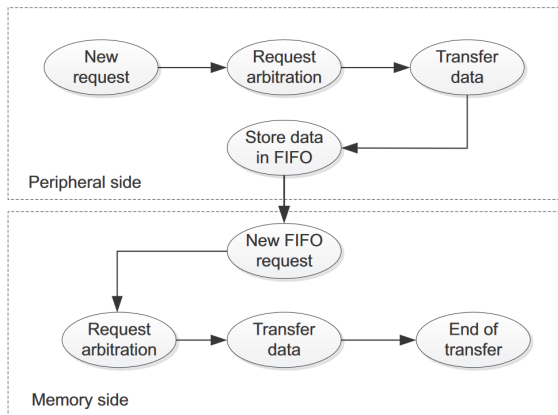 New
request
Request
arbitration
Transfer
data
Store data
in FIFO
Peripheral side
New FIFO
request
Request
arbitration
Transfer
data
End of
transfer
Memory side